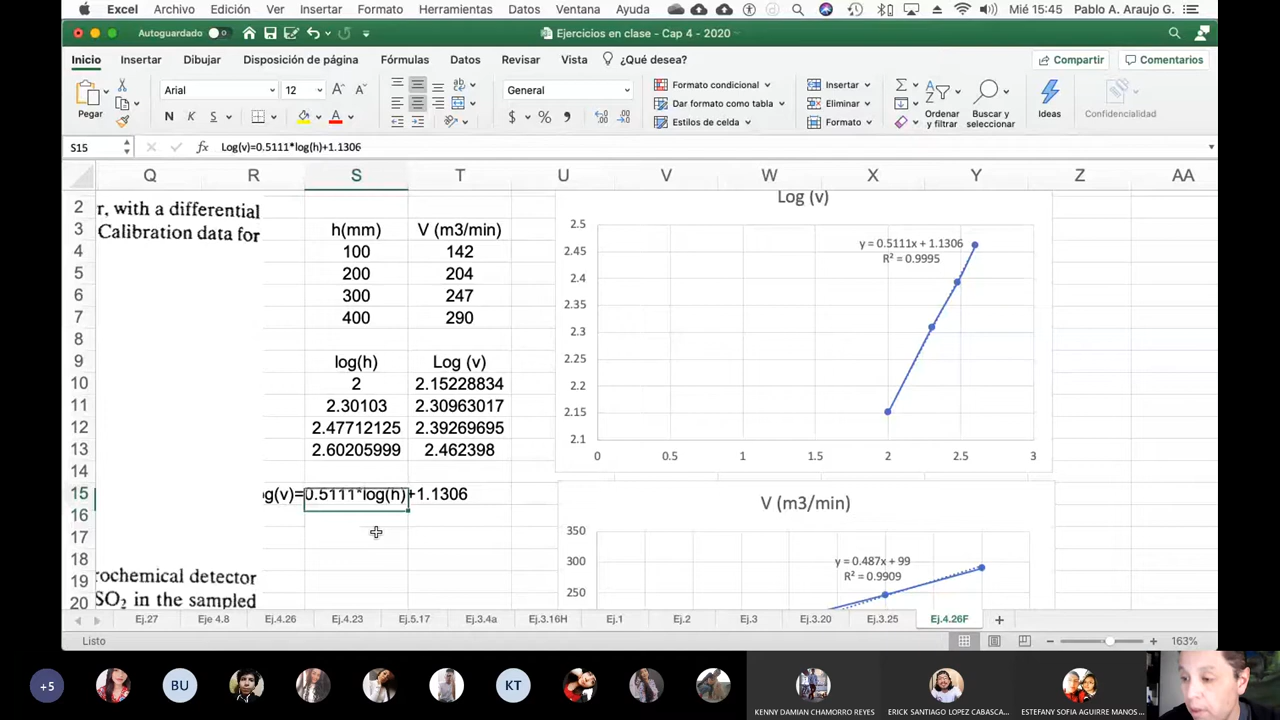 Excel Archivo Edición Ver Insertar Formato Herramientas Datos Ventana Ayuda Mié 15:45 Pablo A. Araujo G.
Autoguardado Ejercicios en clase - Cap 4 - 2020
Inicio Insertar Dibujar Disposición de página Fórmulas Datos Revisar Vista ¿Qué desea? Compartir Comentarios
Pegar
Arial 12
N K S
General
$ % ,
Formato condicional
Dar formato como tabla
Estilos de celda
Insertar
Eliminar
Formato
Ordenar y filtrar
Buscar y seleccionar
Ideas
Confidencialidad
S15 fx Log(v)=0.5111*log(h)+1.1306
Q R S T U V W X Y Z AA
2 r, with a differential
3 Calibration data for h(mm) V (m3/min)
4 100 142
5 200 204
6 300 247
7 400 290
8
9 log(h) Log (v)
10 2 2.15228834
11 2.30103 2.30963017
12 2.47712125 2.39269695
13 2.60205999 2.462398
14
15 og(v)=0.5111*log(h)+1.1306
16
17
18
19 rochemical detector
20 SO2 in the sampled
Log (v)
2.5
2.45
2.4
2.35
2.3
2.25
2.2
2.15
2.1
0 0.5 1 1.5 2 2.5 3
y = 0.5111x + 1.1306
R² = 0.9995
V (m3/min)
350
300
250
y = 0.487x + 99
R² = 0.9909
Ej.27 Eje 4.8 Ej.4.26 Ej.4.23 Ej.5.17 Ej.3.4a Ej.3.16H Ej.1 Ej.2 Ej.3 Ej.3.20 Ej.3.25 Ej.4.26F
Listo 163%
+5 BU KT
KENNY DAMIAN CHAMORRO REYES
ERICK SANTIAGO LOPEZ CABASCA...
ESTEFANY SOFIA AGUIRRE MANOS...